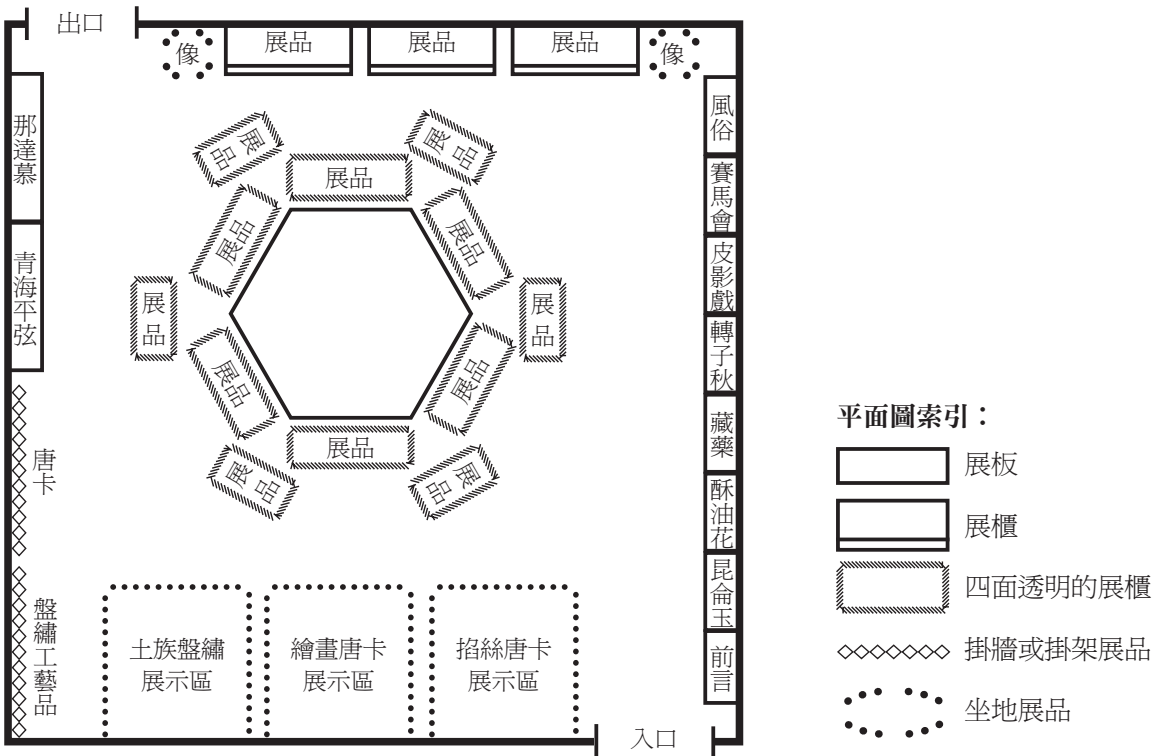 出口
像
展品
展品
展品
像
那達慕
青海平弦
唐卡
盤繡工藝品
展品
展品
展品
展品
展品
展品
展品
展品
展品
展品
展品
展品
風俗
賽馬會
皮影戲
轉子秋
藏藥
酥油花
昆侖玉
前言
土族盤繡
展示區
繪畫唐卡
展示區
掐絲唐卡
展示區
入口
平面圖索引：
展板
展櫃
四面透明的展櫃
掛牆或掛架展品
坐地展品